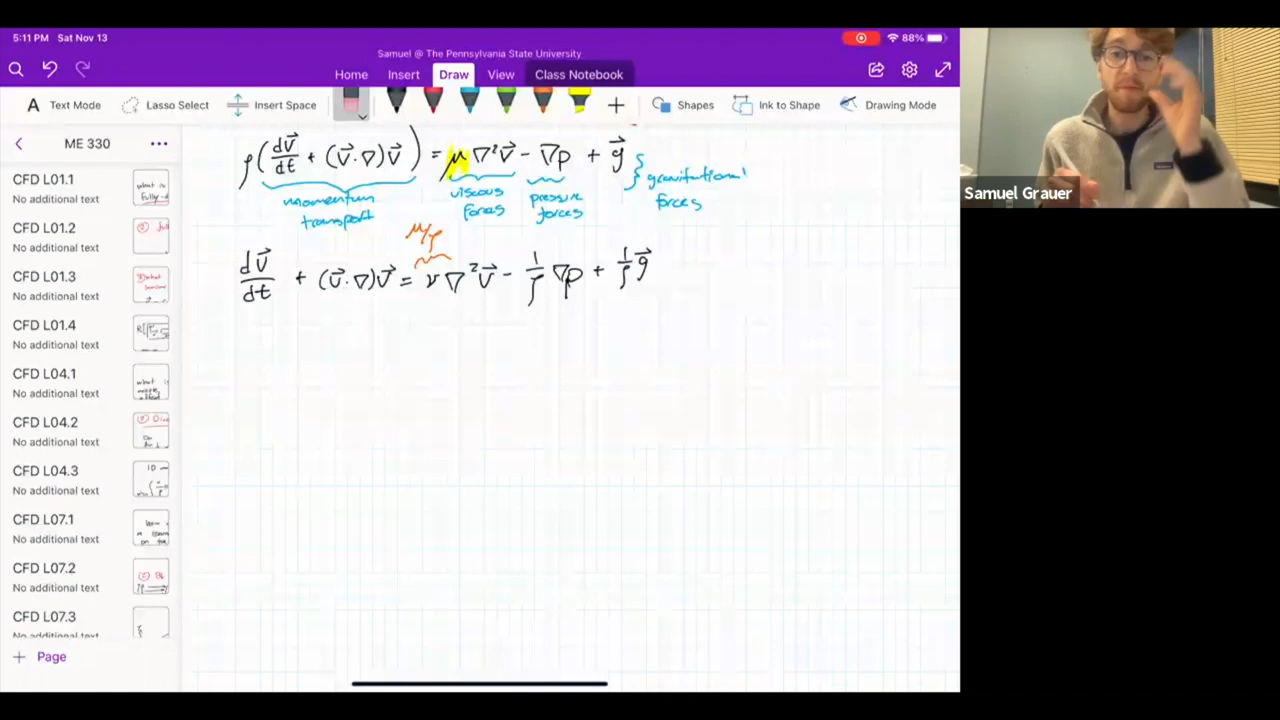 5:11 PM Sat Nov 13
88%
Samuel @ The Pennsylvania State University
Home Insert Draw View Class Notebook
A Text Mode Lasso Select Insert Space + Shapes Ink to Shape Drawing Mode
ME 330
CFD L01.1
No additional text
CFD L01.2
No additional text
CFD L01.3
No additional text
CFD L01.4
No additional text
CFD L04.1
No additional text
CFD L04.2
No additional text
CFD L04.3
No additional text
CFD L07.1
No additional text
CFD L07.2
No additional text
CFD L07.3
No additional text
+ Page
ρ(dv⃗/dt + (v⃗·∇)v⃗) = μ∇²v⃗ - ∇p + g⃗
momentum transport
viscous forces
pressure forces
gravitational forces
μ/ρ
dv⃗/dt + (v⃗·∇)v⃗ = ν∇²v⃗ - 1/ρ ∇p + 1/ρ g⃗
Samuel Grauer